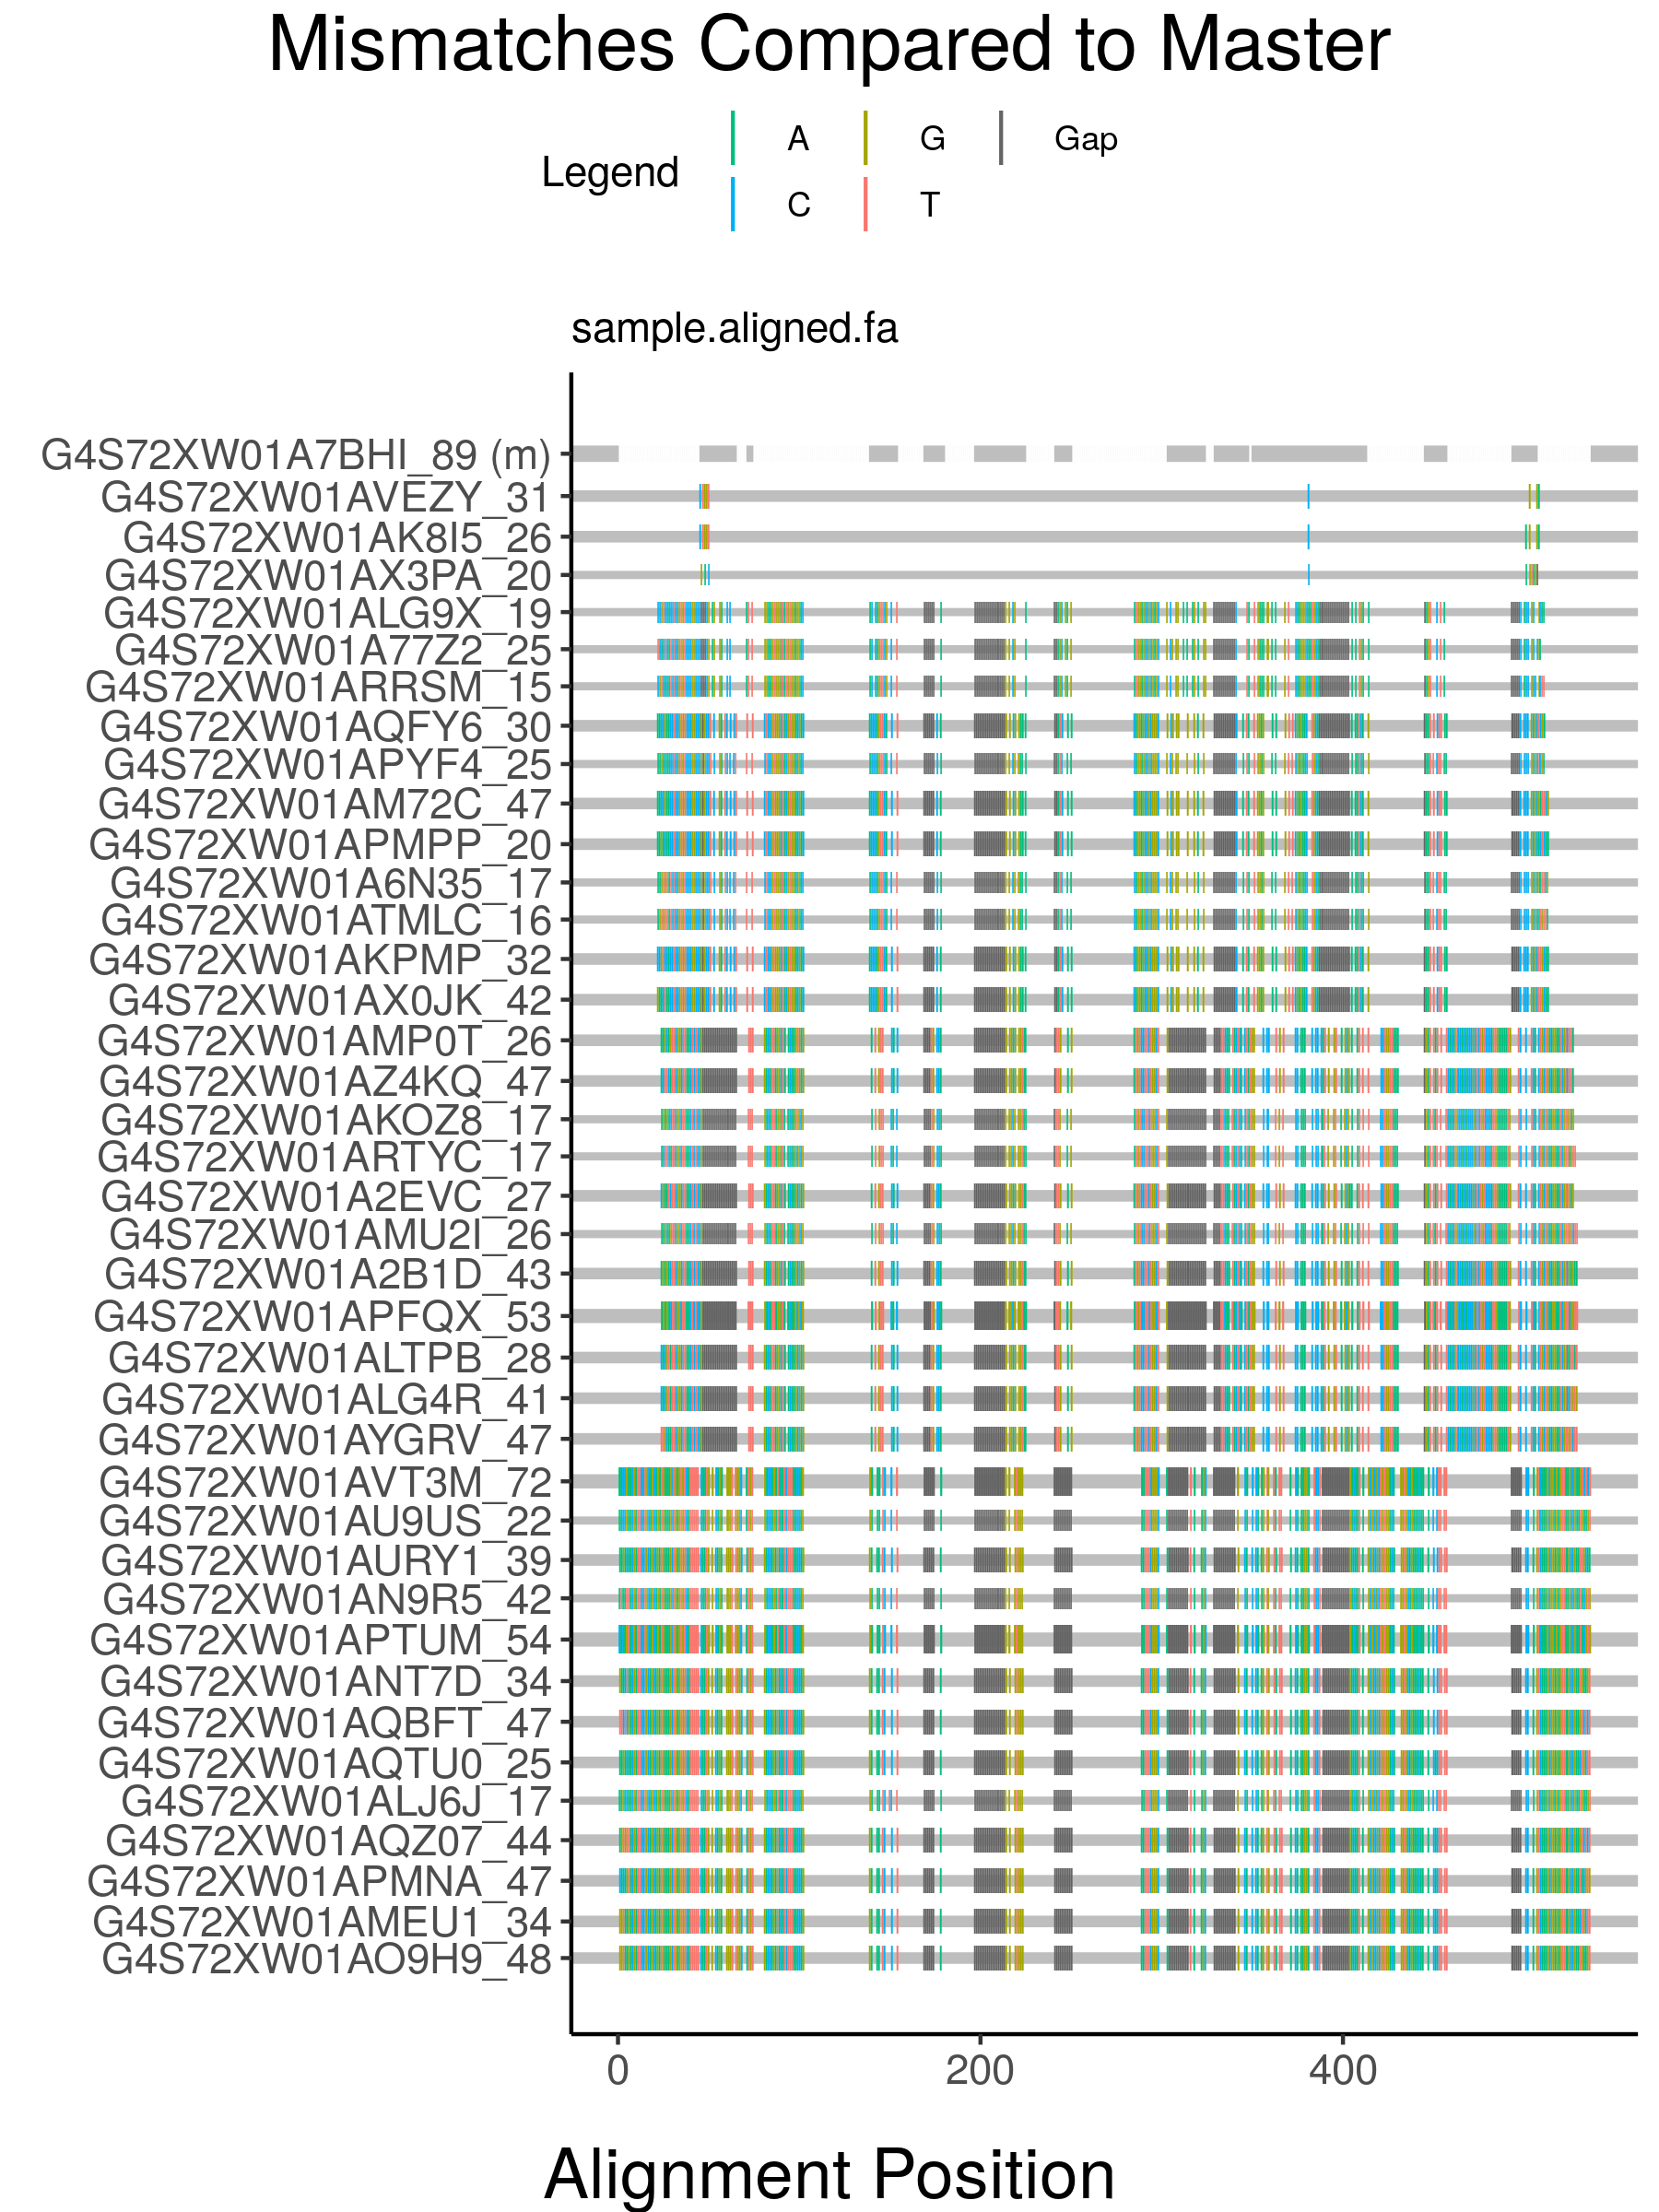 Mismatches Compared to Master
Legend
A
G
Gap
C
T
sample.aligned.fa
G4S72XW01A7BHI_89 (m)
G4S72XW01AVEZY_31
G4S72XW01AK8I5_26
G4S72XW01AX3PA_20
G4S72XW01ALG9X_19
G4S72XW01A77Z2_25
G4S72XW01ARRSM_15
G4S72XW01AQFY6_30
G4S72XW01APYF4_25
G4S72XW01AM72C_47
G4S72XW01APMPP_20
G4S72XW01A6N35_17
G4S72XW01ATMLC_16
G4S72XW01AKPMP_32
G4S72XW01AX0JK_42
G4S72XW01AMP0T_26
G4S72XW01AZ4KQ_47
G4S72XW01AKOZ8_17
G4S72XW01ARTYC_17
G4S72XW01A2EVC_27
G4S72XW01AMU2I_26
G4S72XW01A2B1D_43
G4S72XW01APFQX_53
G4S72XW01ALTPB_28
G4S72XW01ALG4R_41
G4S72XW01AYGRV_47
G4S72XW01AVT3M_72
G4S72XW01AU9US_22
G4S72XW01AURY1_39
G4S72XW01AN9R5_42
G4S72XW01APTUM_54
G4S72XW01ANT7D_34
G4S72XW01AQBFT_47
G4S72XW01AQTU0_25
G4S72XW01ALJ6J_17
G4S72XW01AQZ07_44
G4S72XW01APMNA_47
G4S72XW01AMEU1_34
G4S72XW01AO9H9_48
0 200 400
Alignment Position